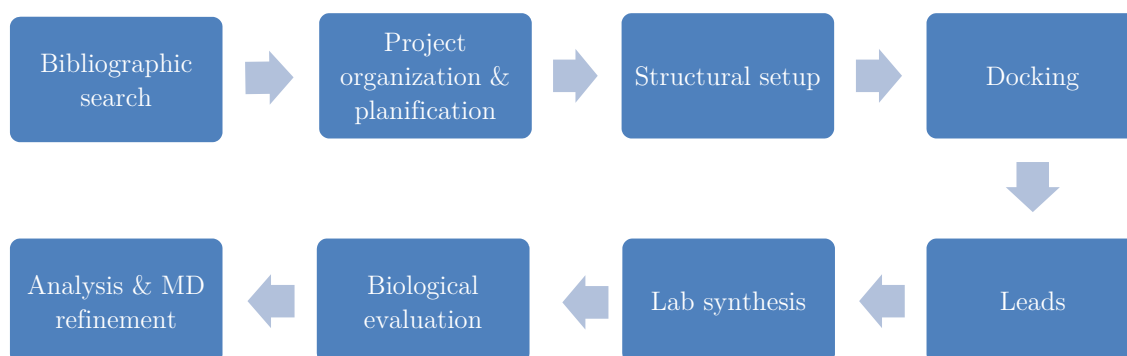 Bibliographic
search
Project
organization &
planification
Structural setup
Docking
Leads
Lab synthesis
Biological
evaluation
Analysis & MD
refinement